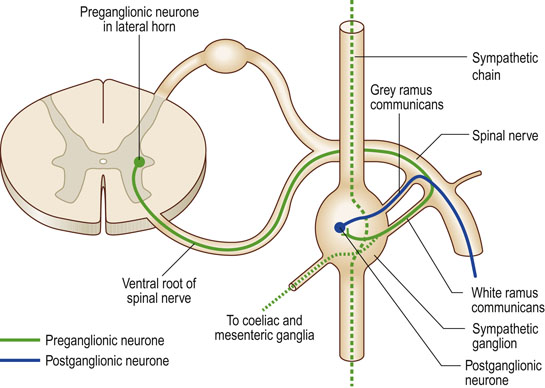 Preganglionic neurone
in lateral horn
Sympathetic
chain
Grey ramus
communicans
Spinal nerve
Ventral root of
spinal nerve
To coeliac and
mesenteric ganglia
White ramus
communicans
Sympathetic
ganglion
Postganglionic
neurone
Preganglionic neurone
Postganglionic neurone